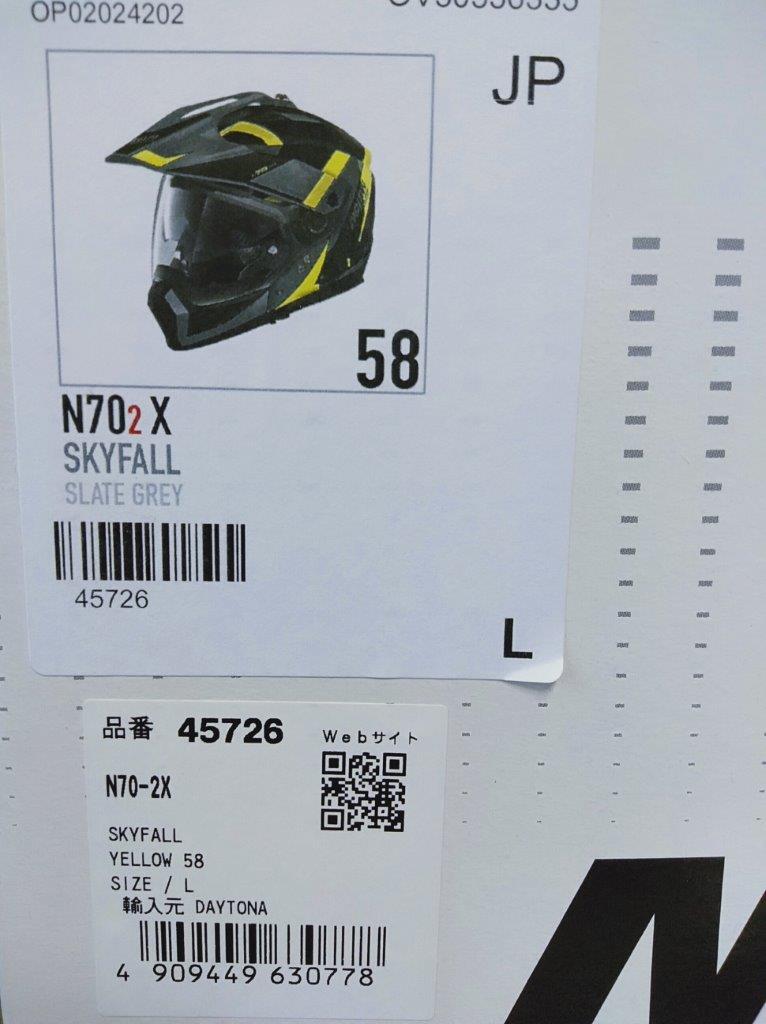 OP02024202
JP
58
N702 X
SKYFALL
SLATE GREY
45726
L
品番 45726
Webサイト
N70-2X
SKYFALL
YELLOW 58
SIZE / L
輸入元 DAYTONA
4 909449 630778